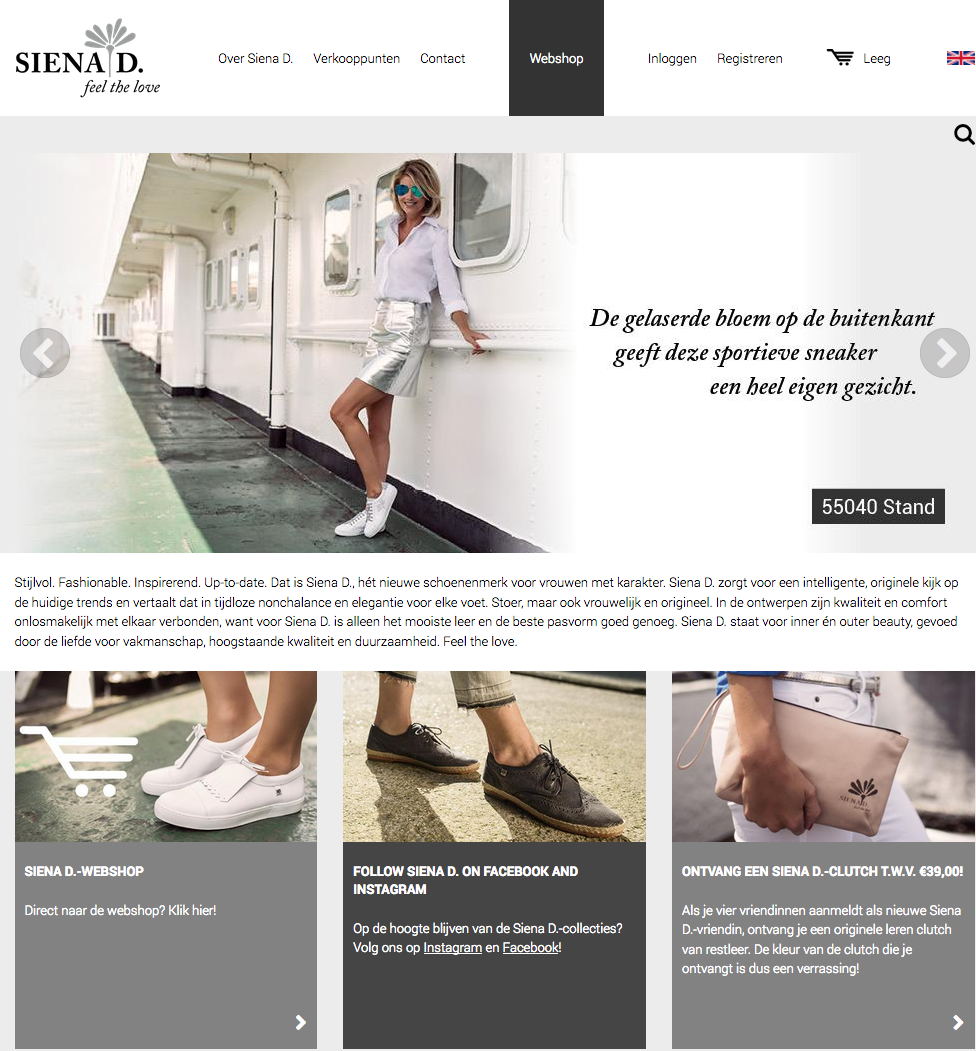 SIENA D.
feel the love
Over Siena D. Verkooppunten Contact Webshop Inloggen Registreren Leeg
De gelaserde bloem op de buitenkant
geeft deze sportieve sneaker
een heel eigen gezicht.
55040 Stand
Stijlvol. Fashionable. Inspirerend. Up-to-date. Dat is Siena D., hét nieuwe schoenenmerk voor vrouwen met karakter. Siena D. zorgt voor een intelligente, originele kijk op
de huidige trends en vertaalt dat in tijdloze nonchalance en elegantie voor elke voet. Stoer, maar ook vrouwelijk en origineel. In de ontwerpen zijn kwaliteit en comfort
onlosmakelijk met elkaar verbonden, want voor Siena D. is alleen het mooiste leer en de beste pasvorm goed genoeg. Siena D. staat voor inner én outer beauty, gevoed
door de liefde voor vakmanschap, hoogstaande kwaliteit en duurzaamheid. Feel the love.
SIENA D.
SIENA D.-WEBSHOP
Direct naar de webshop? Klik hier!
FOLLOW SIENA D. ON FACEBOOK AND
INSTAGRAM
Op de hoogte blijven van de Siena D.-collecties?
Volg ons op Instagram en Facebook!
ONTVANG EEN SIENA D.-CLUTCH T.W.V. €39,00!
Als je vier vriendinnen aanmeldt als nieuwe Siena
D.-vriendin, ontvang je een originele leren clutch
van restleer. De kleur van de clutch die je
ontvangt is dus een verrassing!